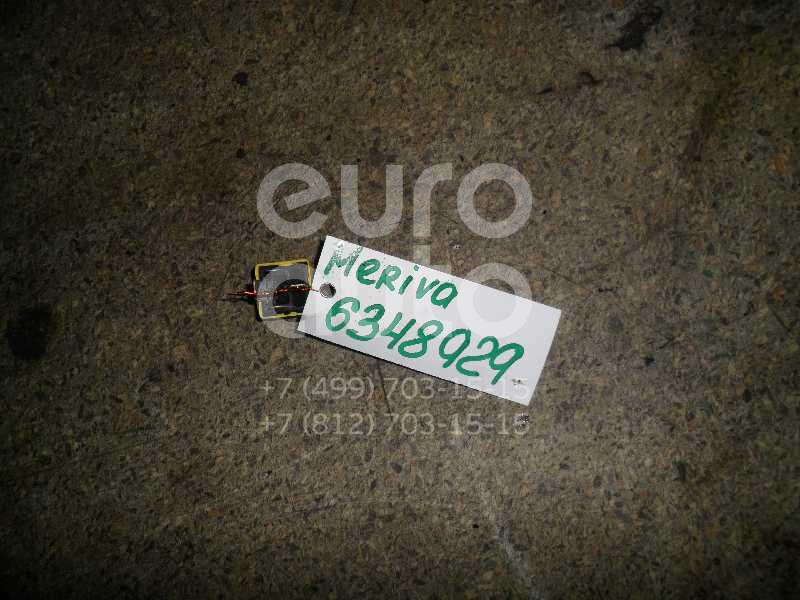 euro
auto
Meriva
6348929
+7 (499) 703-15-15
+7 (812) 703-15-15